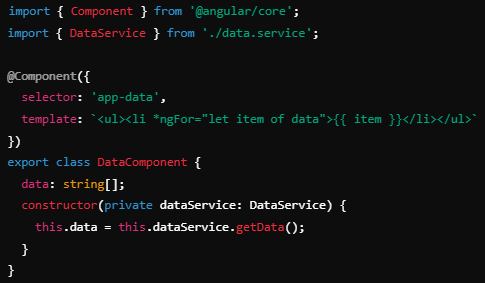 import { Component } from '@angular/core';
import { DataService } from './data.service';
@Component({
  selector: 'app-data',
  template: `<ul><li *ngFor="let item of data">{{ item }}</li></ul>`
})
export class DataComponent {
  data: string[];
  constructor(private dataService: DataService) {
    this.data = this.dataService.getData();
  }
}